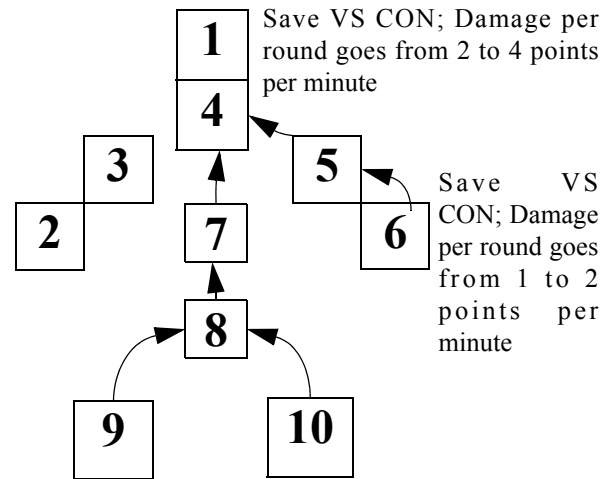 1
Save VS CON; Damage per
round goes from 2 to 4 points
per minute
4
3
5
2
7
6
Save VS
CON; Damage
per round goes
from 1 to 2
points per
minute
8
9
10